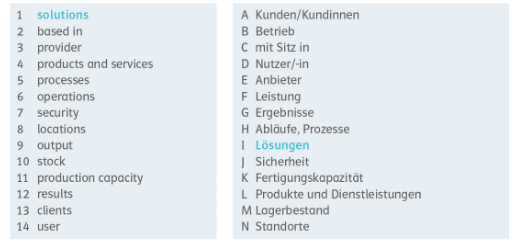 1 solutions
2 based in
3 provider
4 products and services
5 processes
6 operations
7 security
8 locations
9 output
10 stock
11 production capacity
12 results
13 clients
14 user
A Kunden/Kundinnen
B Betrieb
C mit Sitz in
D Nutzer/-in
E Anbieter
F Leistung
G Ergebnisse
H Abläufe, Prozesse
I Lösungen
J Sicherheit
K Fertigungskapazität
L Produkte und Dienstleistungen
M Lagerbestand
N Standorte